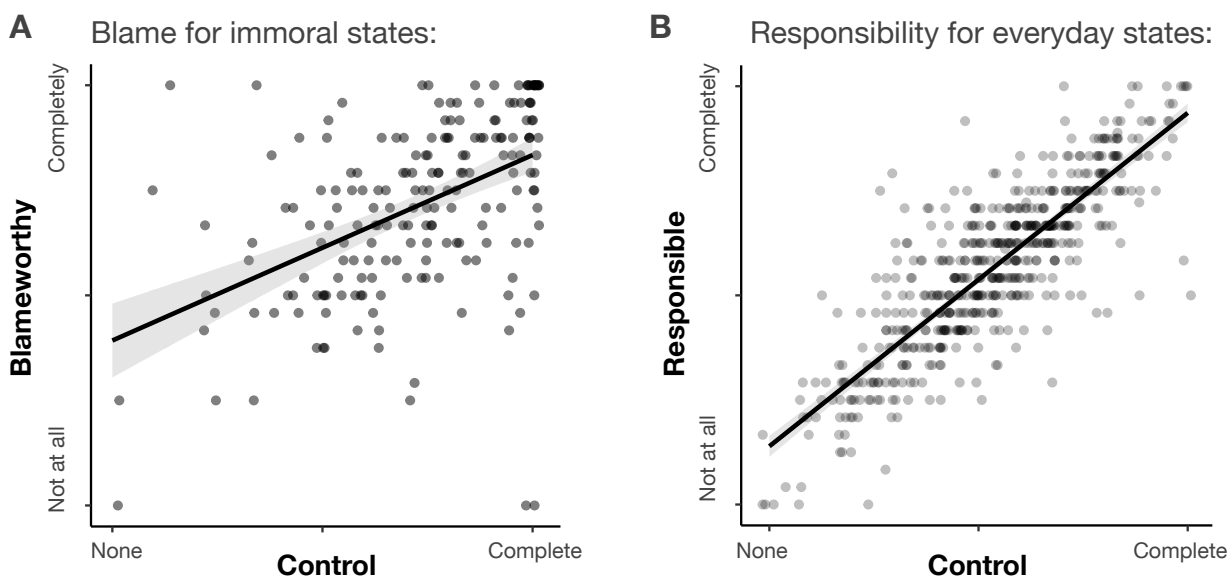 A Blame for immoral states:
Blameworthy
Completely
Not at all
None
Complete
Control
B Responsibility for everyday states:
Responsible
Completely
Not at all
None
Complete
Control